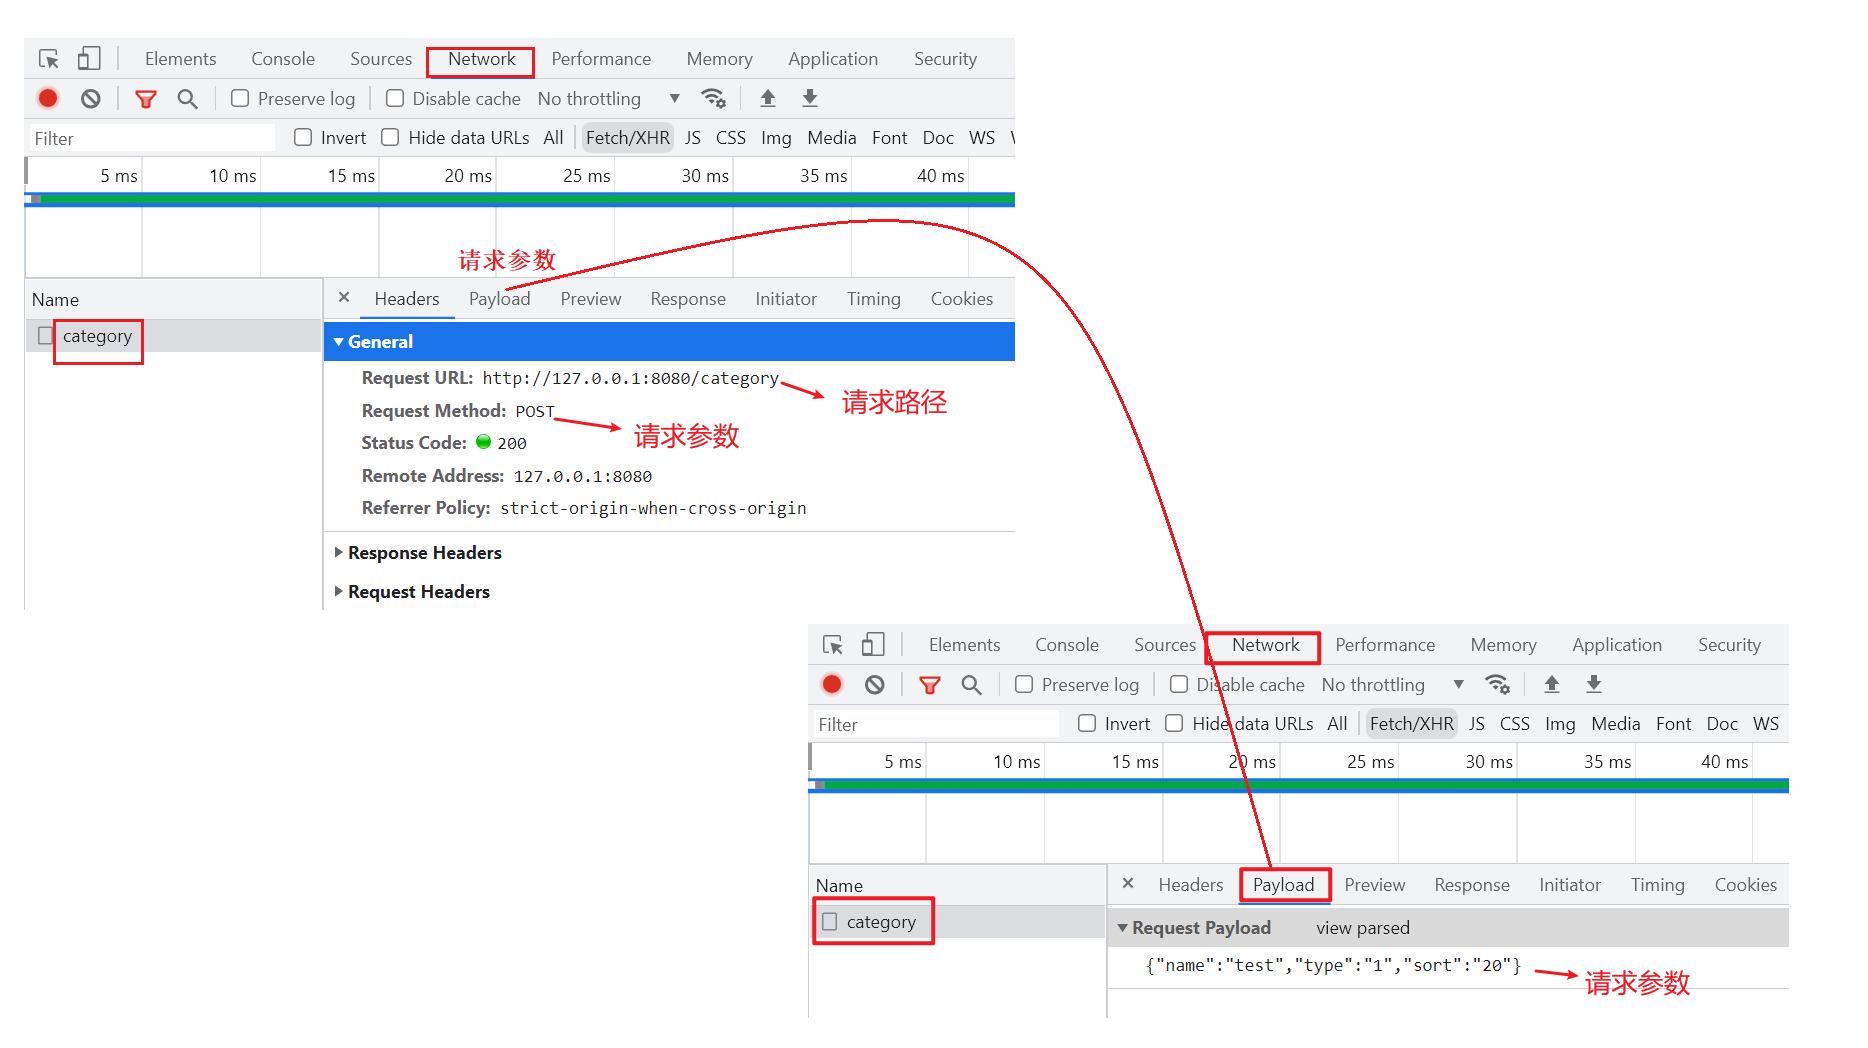 Elements Console Sources Network Performance Memory Application Security
Preserve log Disable cache No throttling
Filter Invert Hide data URLs All Fetch/XHR JS CSS Img Media Font Doc WS
5 ms 10 ms 15 ms 20 ms 25 ms 30 ms 35 ms 40 ms
请求参数
Name Headers Payload Preview Response Initiator Timing Cookies
category
General
Request URL: http://127.0.0.1:8080/category 请求路径
Request Method: POST 请求参数
Status Code: 200
Remote Address: 127.0.0.1:8080
Referrer Policy: strict-origin-when-cross-origin
Response Headers
Request Headers
Elements Console Sources Network Performance Memory Application Security
Preserve log Disable cache No throttling
Filter Invert Hide data URLs All Fetch/XHR JS CSS Img Media Font Doc WS
5 ms 10 ms 15 ms 20 ms 25 ms 30 ms 35 ms 40 ms
Name Headers Payload Preview Response Initiator Timing Cookies
category
Request Payload view parsed
{"name":"test","type":"1","sort":"20"} 请求参数